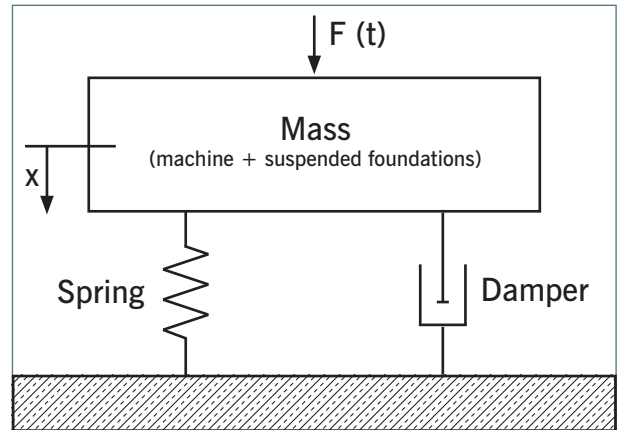 F (t)
Mass
(machine + suspended foundations)
x
Spring
Damper